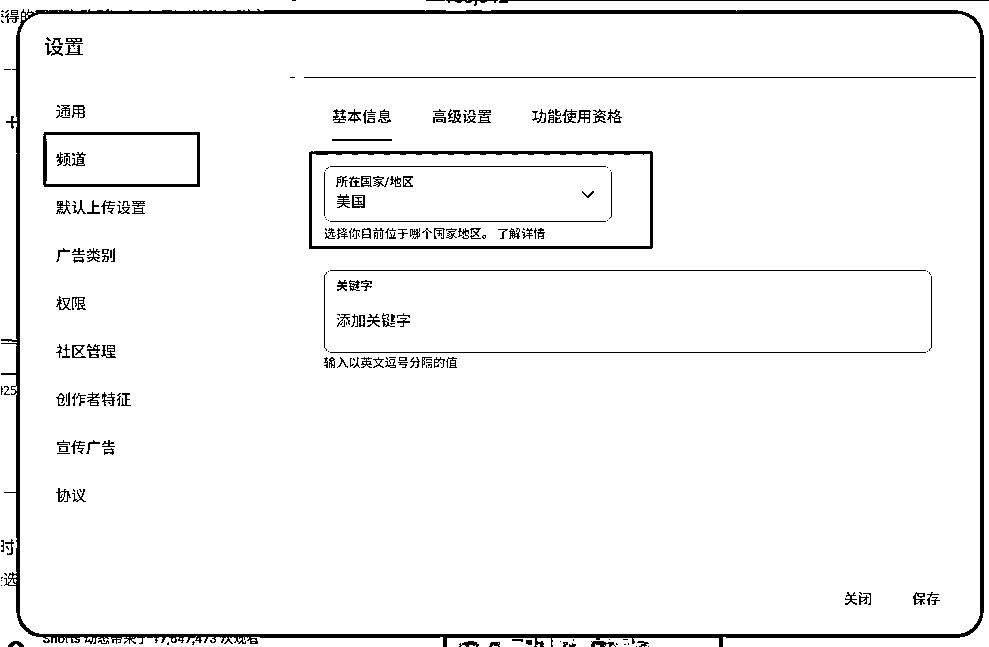 设置
通用
频道
默认上传设置
广告类别
权限
社区管理
创作者特征
宣传广告
协议
基本信息 高级设置 功能使用资格
所在国家/地区
美国
选择你目前位于哪个国家地区。 了解详情
关键字
添加关键字
输入以英文逗号分隔的值
关闭 保存
Shorts 动态带来了 17,647,473 次观看